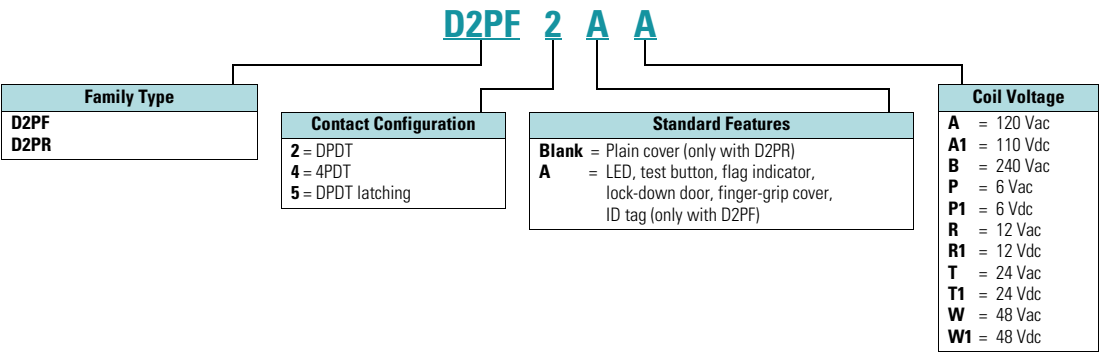 D2PF 2 A A
Family Type
D2PF
D2PR
Contact Configuration
2 = DPDT
4 = 4PDT
5 = DPDT latching
Standard Features
Blank = Plain cover (only with D2PR)
A = LED, test button, flag indicator,
lock-down door, finger-grip cover,
ID tag (only with D2PF)
Coil Voltage
A = 120 Vac
A1 = 110 Vdc
B = 240 Vac
P = 6 Vac
P1 = 6 Vdc
R = 12 Vac
R1 = 12 Vdc
T = 24 Vac
T1 = 24 Vdc
W = 48 Vac
W1 = 48 Vdc